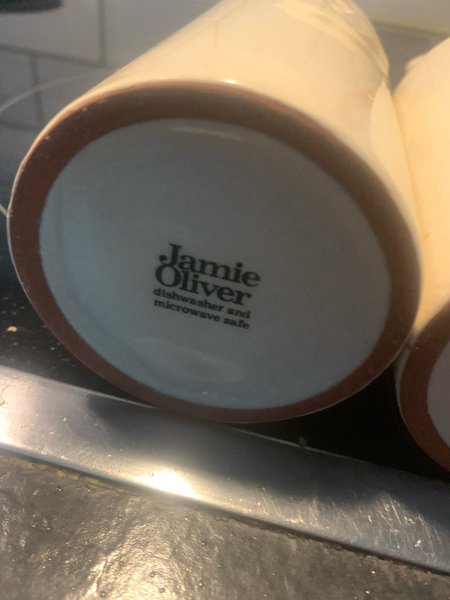 Jamie
Oliver
dishwasher and
microwave safe